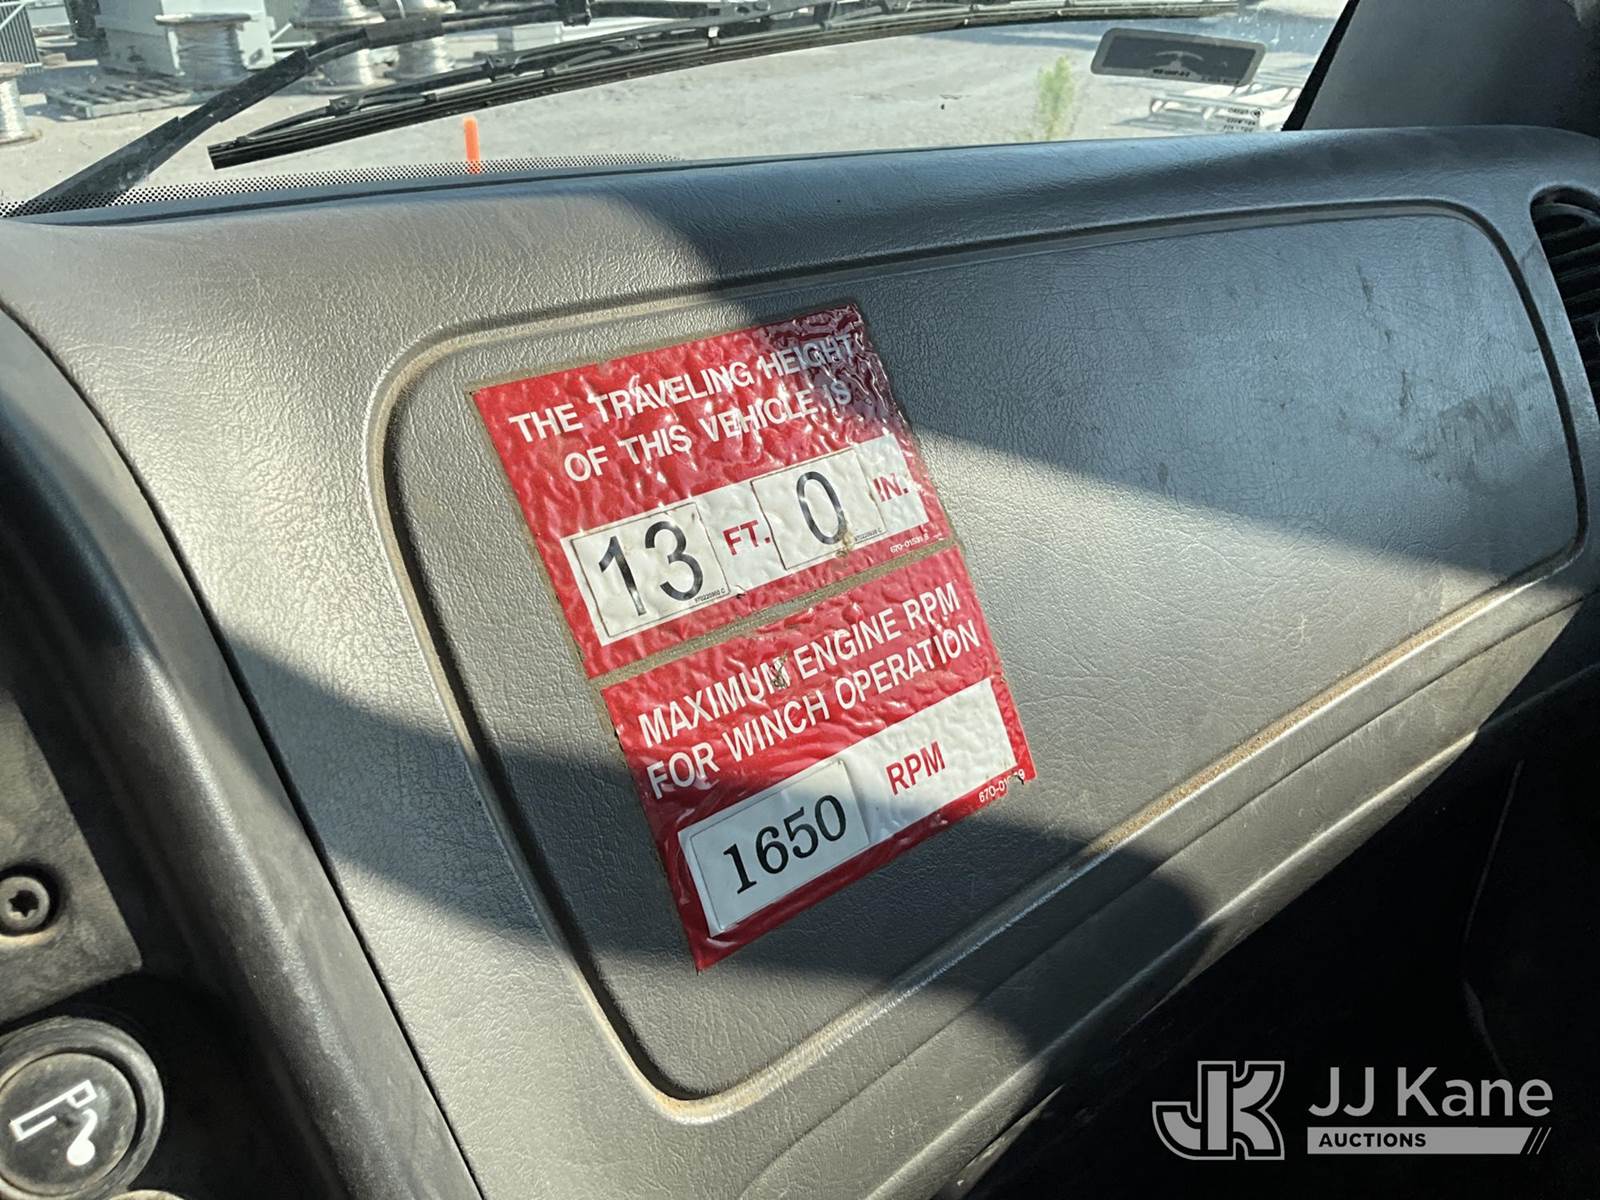 THE TRAVELING HEIGHT
OF THIS VEHICLE IS
13 FT. 0 IN.
MAXIMUM ENGINE RPM
FOR WINCH OPERATION
1650 RPM
JK JJ Kane
AUCTIONS